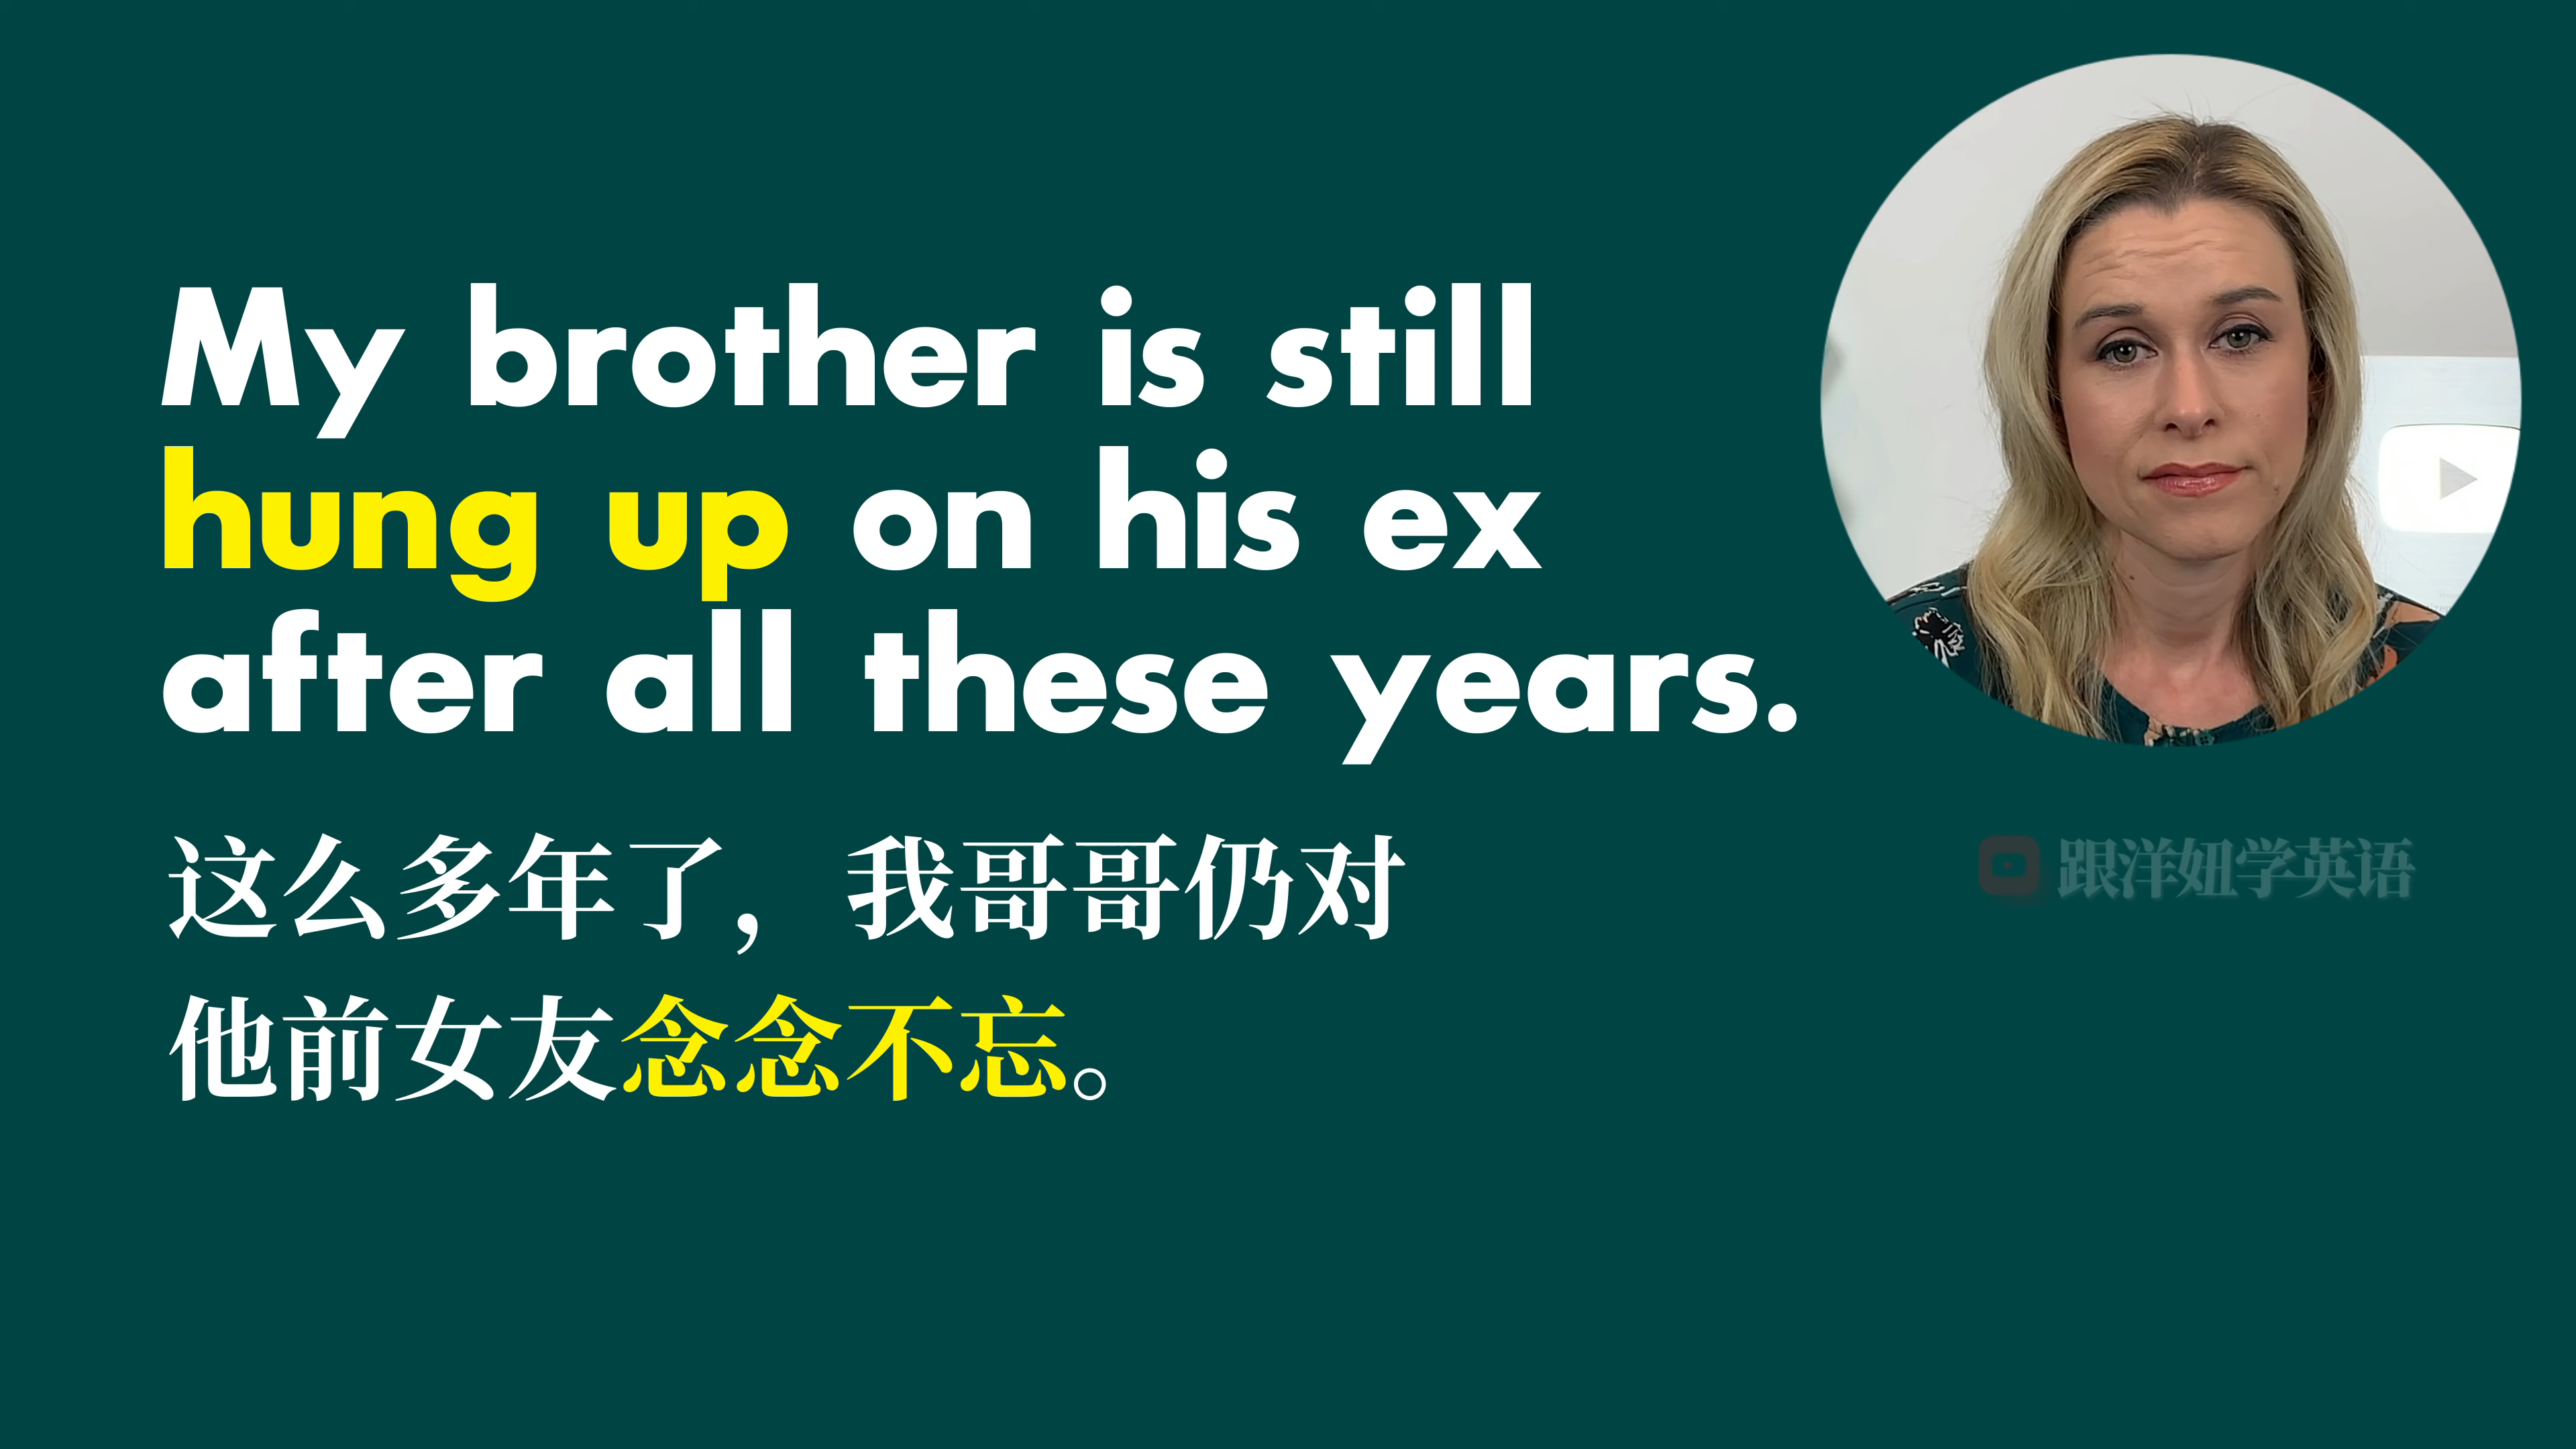 My brother is still
hung up on his ex
after all these years.
这么多年了，我哥哥仍对
他前女友念念不忘。
跟洋妞学英语